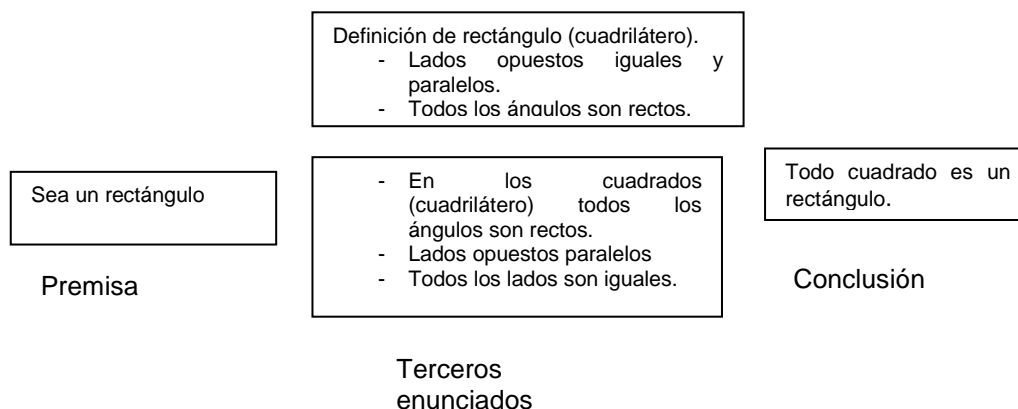 Definición de rectángulo (cuadrilátero).
- Lados opuestos iguales y
paralelos.
- Todos los ángulos son rectos.
Sea un rectángulo
- En los cuadrados
(cuadrilátero) todos los
ángulos son rectos.
- Lados opuestos paralelos
- Todos los lados son iguales.
Todo cuadrado es un
rectángulo.
Premisa
Conclusión
Terceros
enunciados